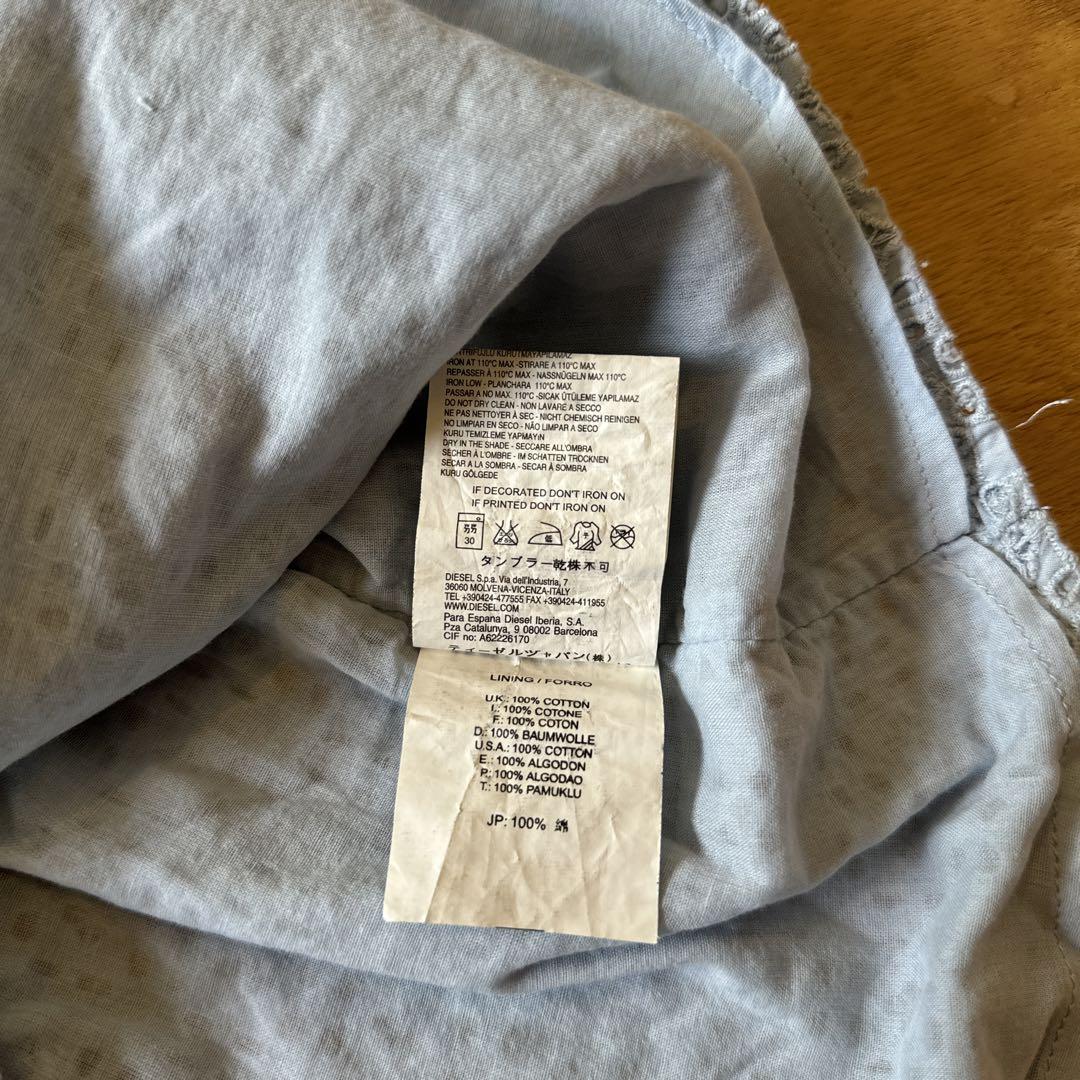 KURUTMAYAPILAMAZ
IRON AT 110°C MAX -STIRARE A 110°C MAX
REPASSER À 110°C MAX - NASSNÜGELN MAX 110°C
IRON LOW - PLANCHARA 110°C MAX
PASSAR A NO MAX. 110°C -SICAK ÜTÜLEME YAPILAMAZ
DO NOT DRY CLEAN - NON LAVARE A SECCO
NE PAS NETTOYER À SEC - NICHT CHEMISCH REINIGEN
NO LIMPIAR EN SECO - NÃO LIMPAR A SECO
KURU TEMIZLEME YAPMAYıN
DRY IN THE SHADE - SECCARE ALL'OMBRA
SECHER À L'OMBRE - IM SCHATTEN TROCKNEN
SECAR A LA SOMBRA - SECAR À SOMBRA
KURU GÖLGEDE
IF DECORATED DON'T IRON ON
IF PRINTED DON'T IRON ON
30 低
タンブラー乾株不可
DIESEL S.p.a. Via dell'Industria, 7
36060 MOLVENA-VICENZA-ITALY
TEL +390424-477555 FAX +390424-411955
WWW.DIESEL.COM
Para Espana Diesel Iberia, S.A.
Pza Catalunya, 9 08002 Barcelona
CIF no: A62226170
ディーゼルジャパン(株)
LINING / FORRO
U.K.: 100% COTTON
I.: 100% COTONE
F.: 100% COTON
D.: 100% BAUMWOLLE
U.S.A.: 100% COTTON
E.: 100% ALGODON
P.: 100% ALGODAO
T.: 100% PAMUKLU
JP: 100% 綿